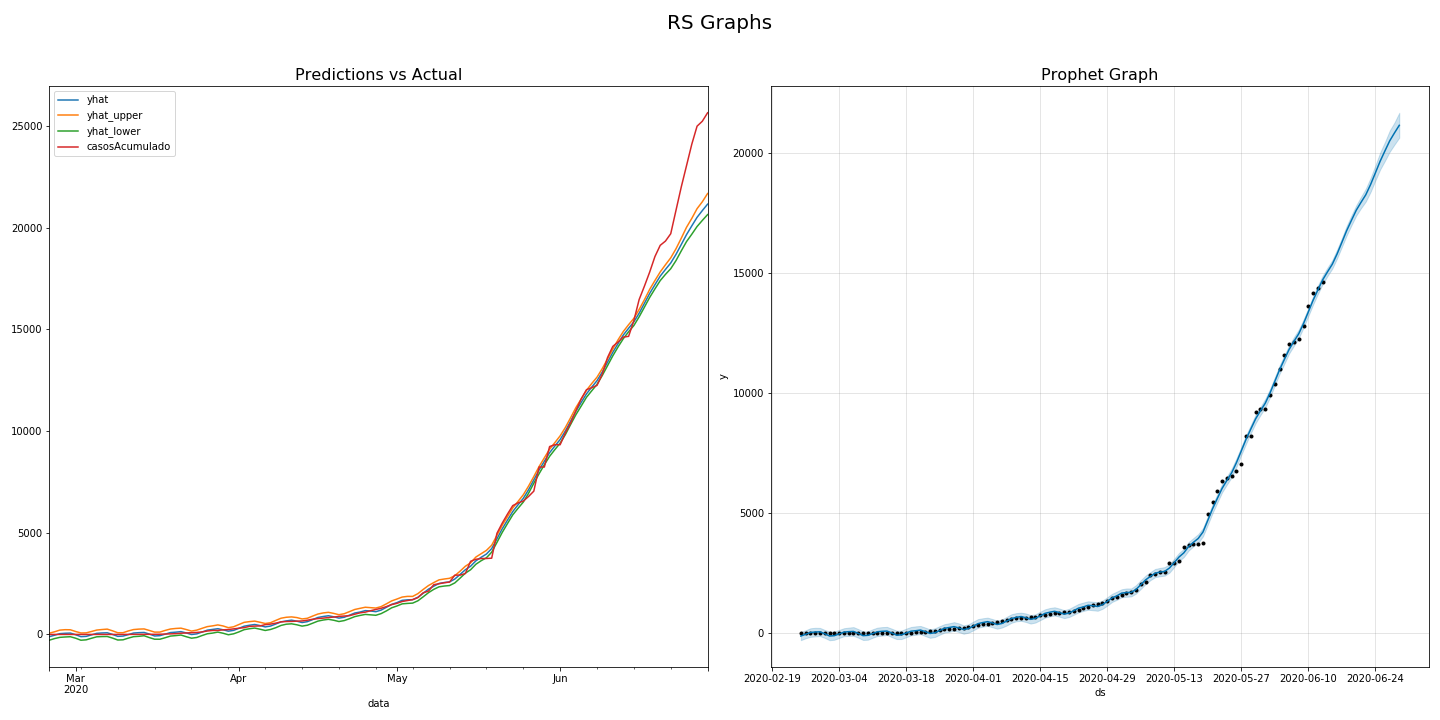 RS Graphs
Predictions vs Actual
yhat
yhat_upper
yhat_lower
casosAcumulado
25000
20000
15000
10000
5000
0
Mar
2020
Apr
May
Jun
data
Prophet Graph
y
20000
15000
10000
5000
0
2020-02-19 2020-03-04 2020-03-18 2020-04-01 2020-04-15 2020-04-29 2020-05-13 2020-05-27 2020-06-10 2020-06-24
ds